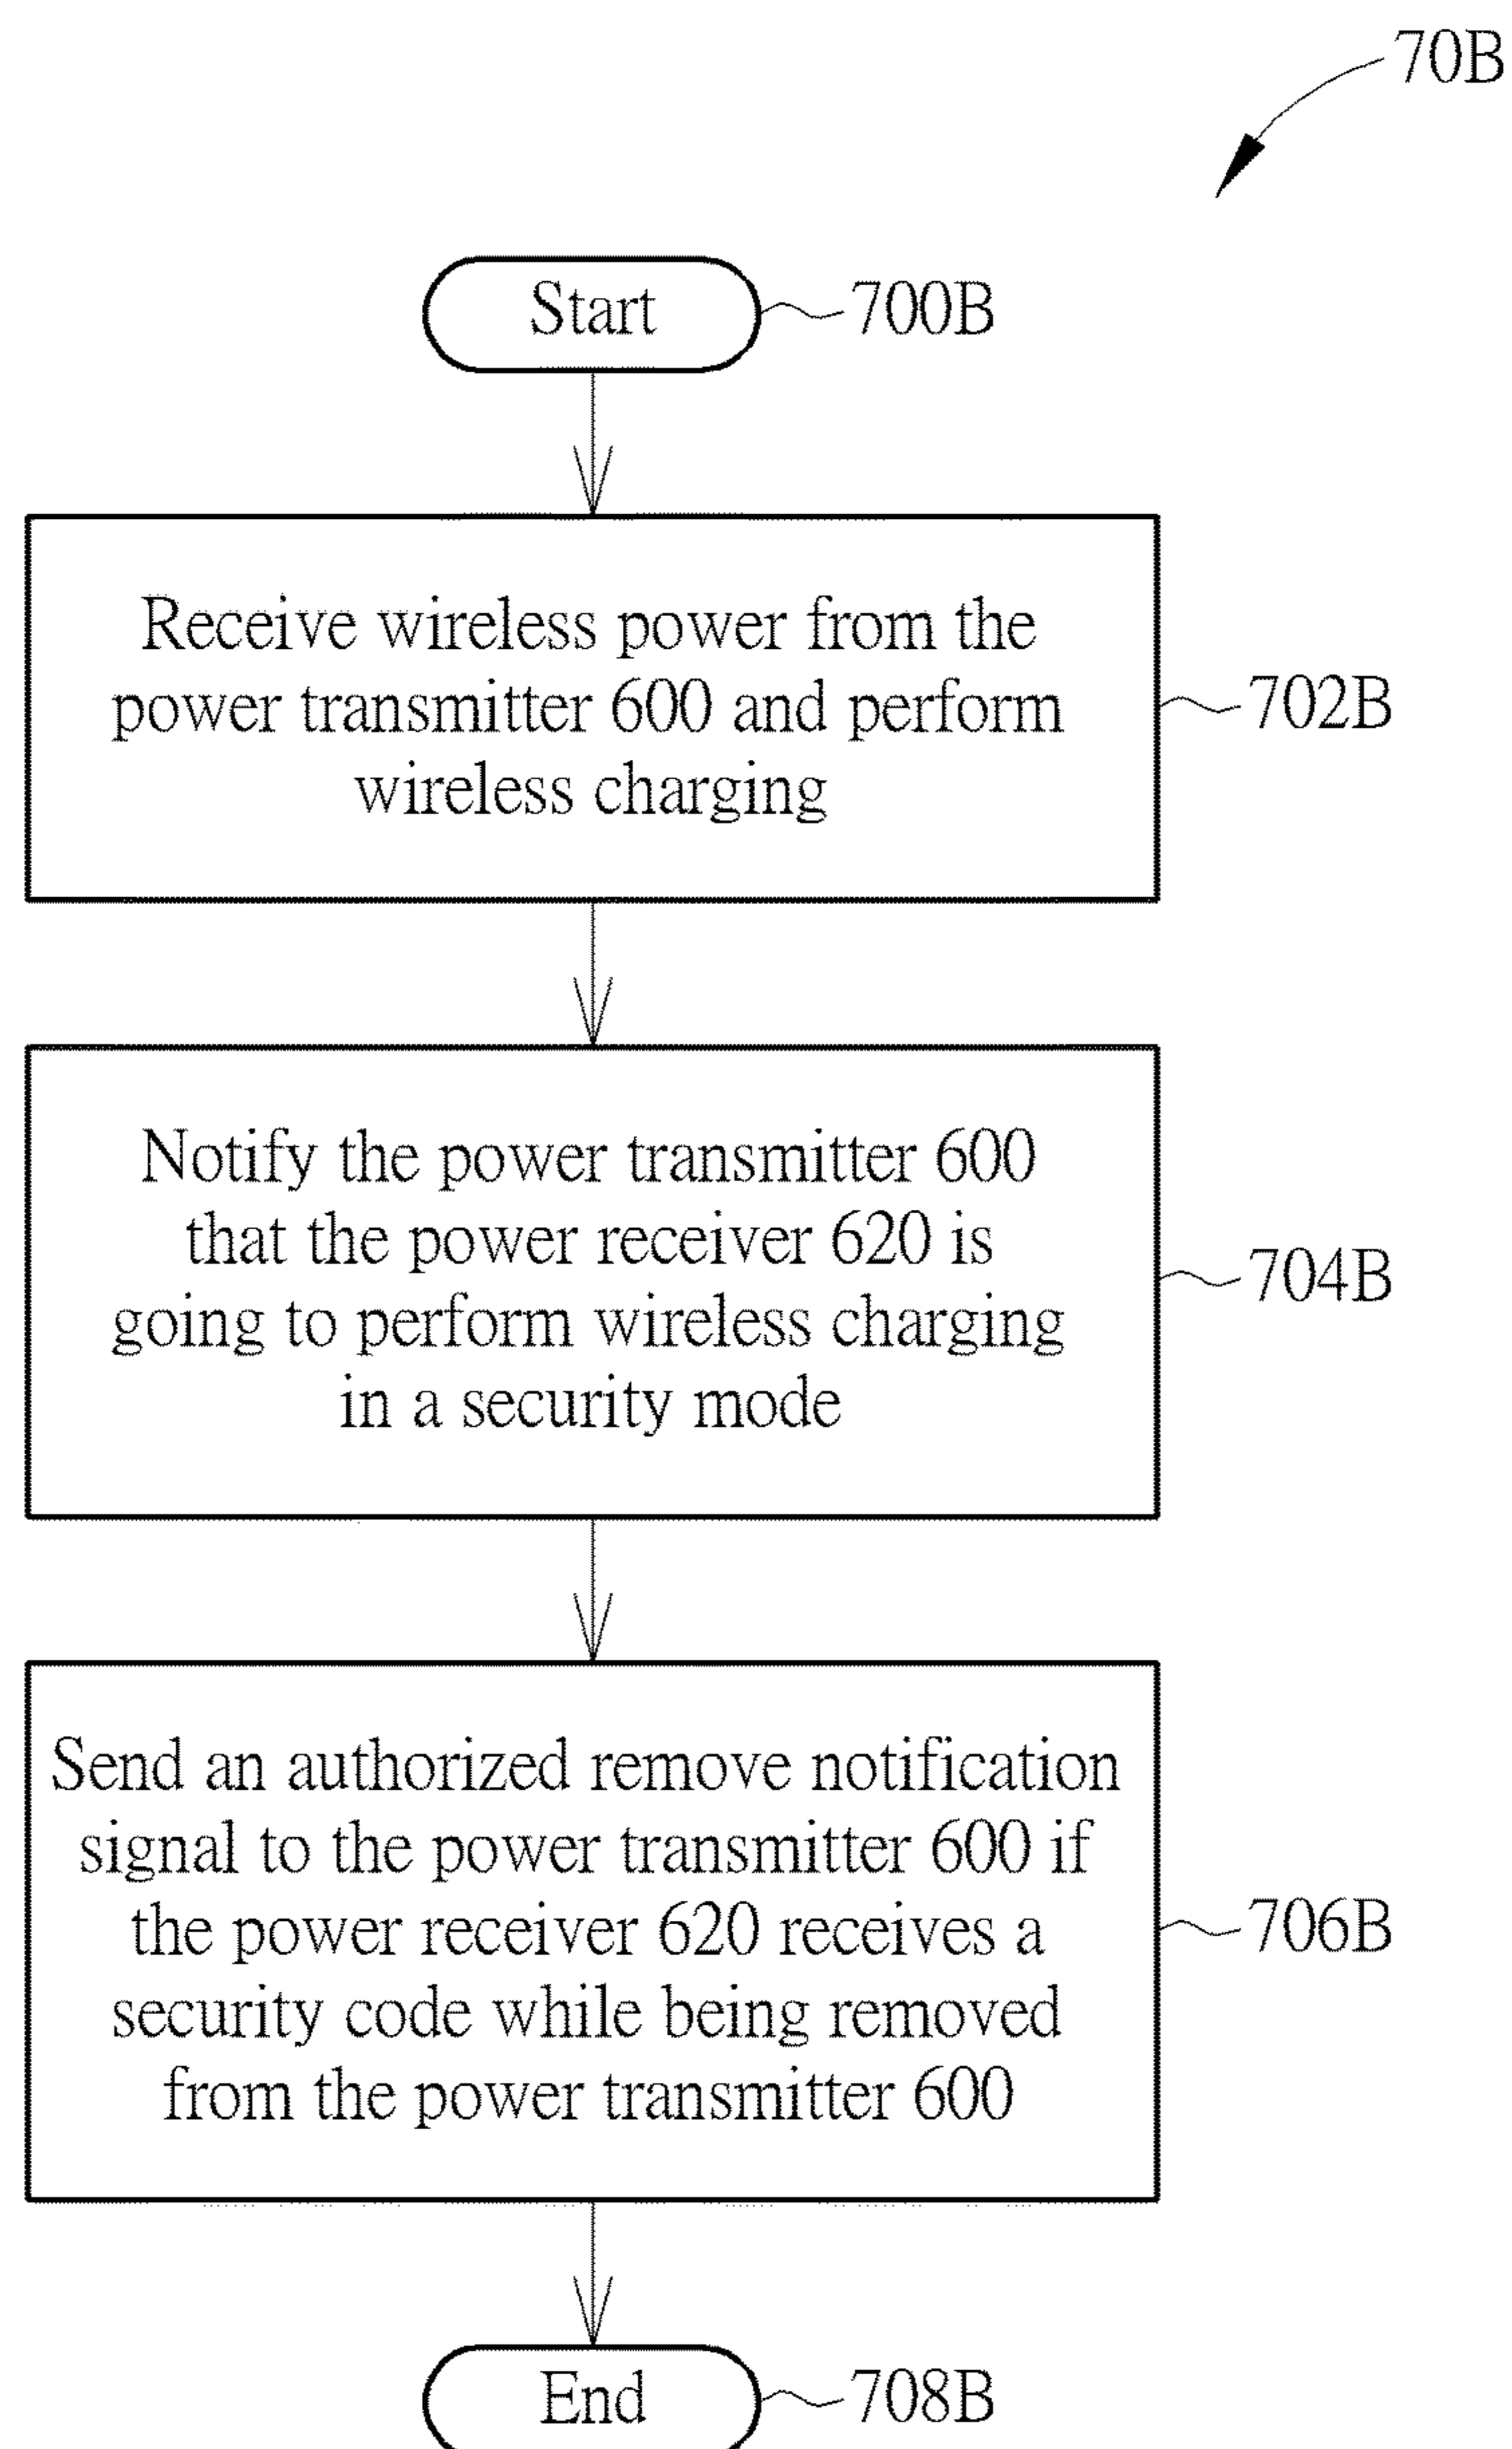 70B
Start
700B
Receive wireless power from the
power transmitter 600 and perform
wireless charging
702B
Notify the power transmitter 600
that the power receiver 620 is
going to perform wireless charging
in a security mode
704B
Send an authorized remove notification
signal to the power transmitter 600 if
the power receiver 620 receives a
security code while being removed
from the power transmitter 600
706B
End
708B